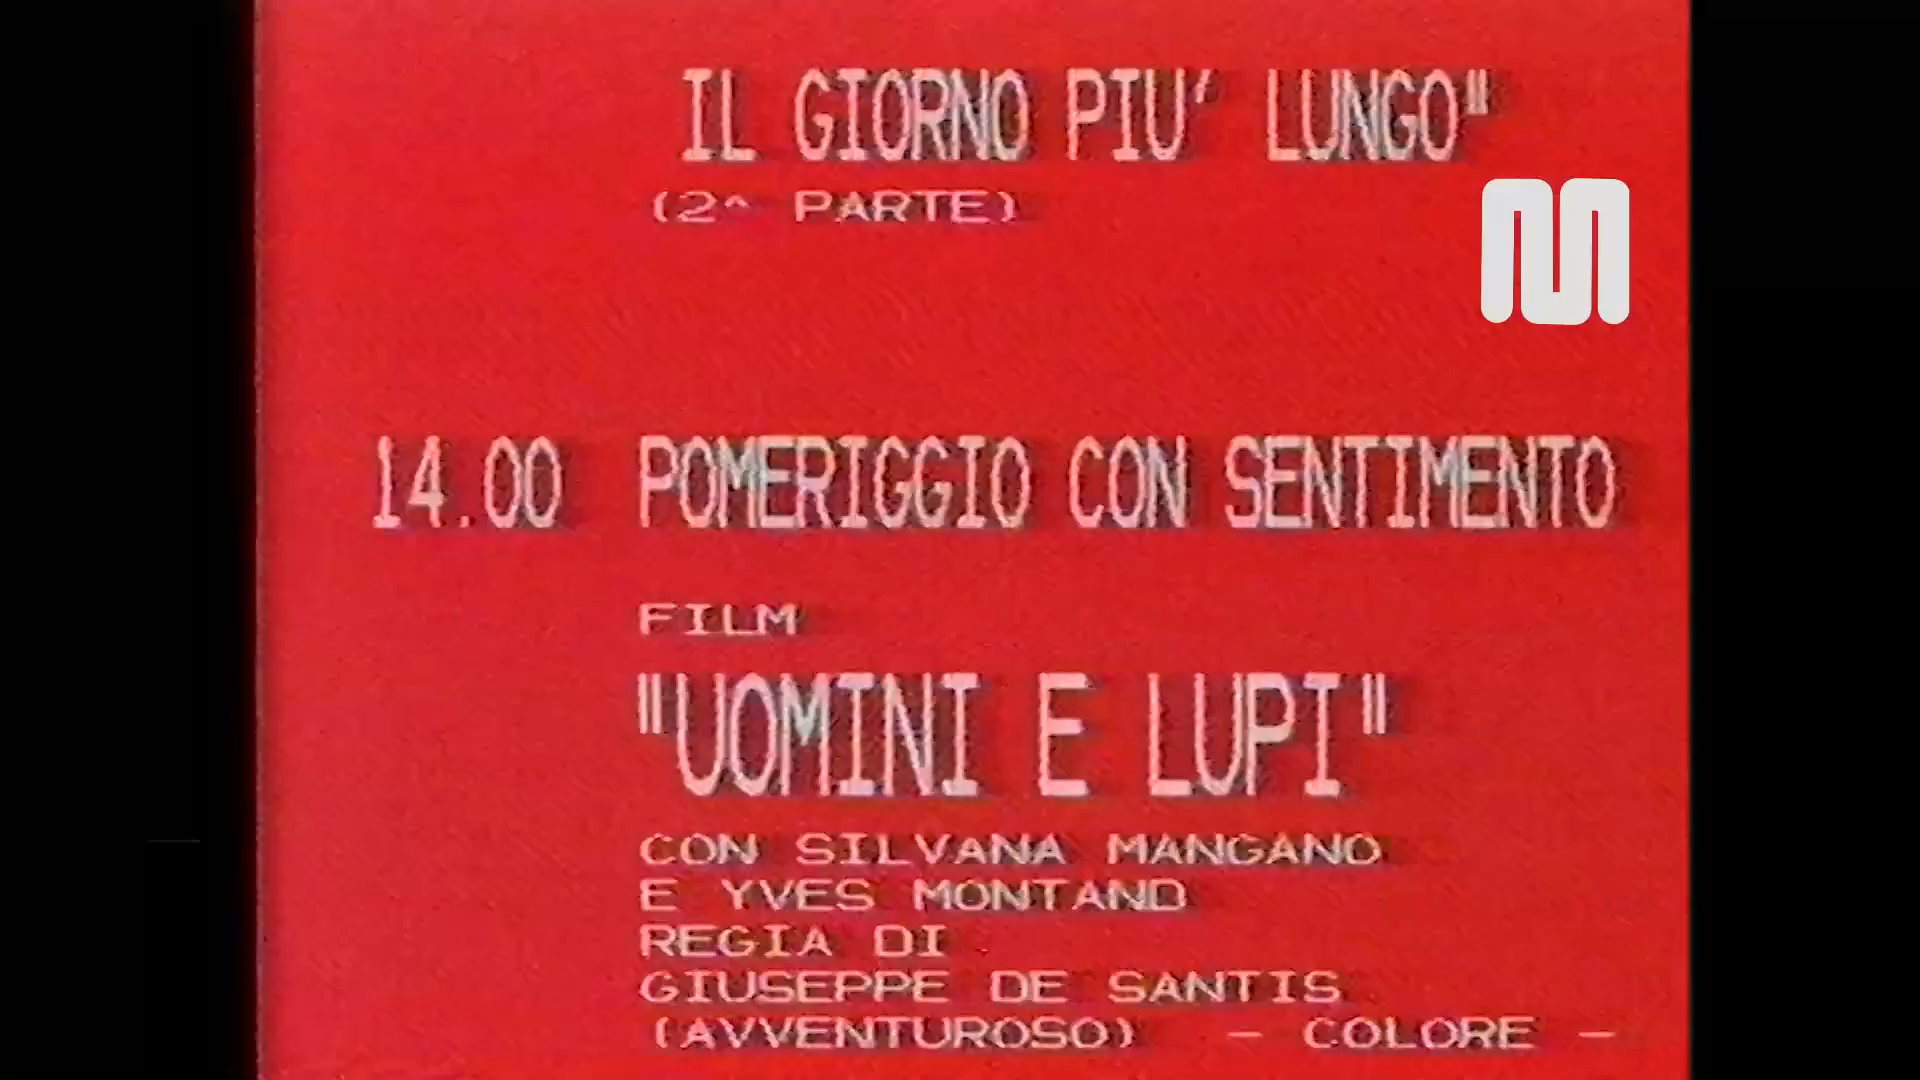 IL GIORNO PIU' LUNGO"
(2^ PARTE)
14.00 POMERIGGIO CON SENTIMENTO
FILM
"UOMINI E LUPI"
CON SILVANA MANGANO
E YVES MONTAND
REGIA DI
GIUSEPPE DE SANTIS
(AVVENTUROSO) - COLORE -